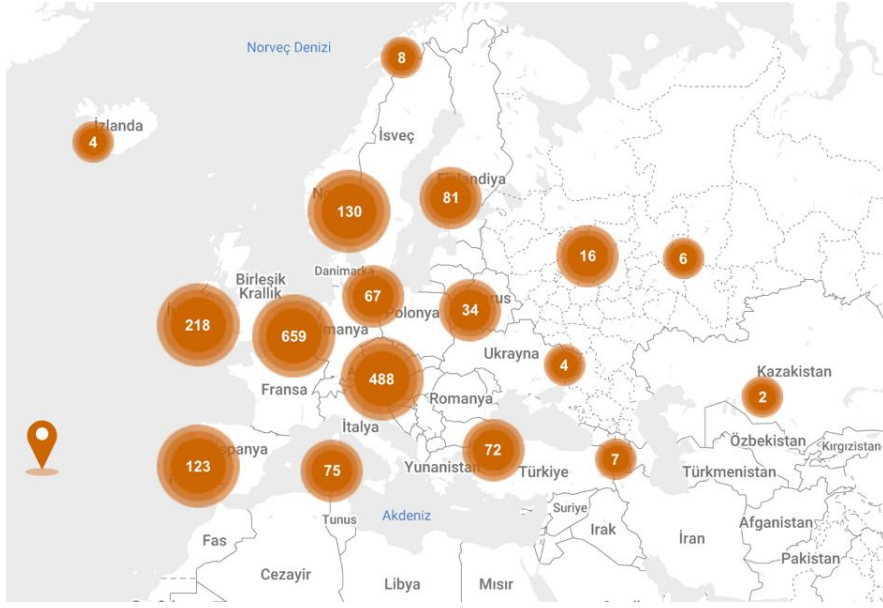 Norveç Denizi
8
İzlanda
4
İsveç
130
81
Danimarka
Birleşik
Krallık
67
Polonya
218
659
34
16
6
Ukrayna
4
Fransa
488
Romanya
Kazakistan
2
İtalya
Yunanistan
72
Türkiye
7
Özbekistan
Kırgızistan
Türkmenistan
123
75
Tunus
Akdeniz
Suriye
Irak
İran
Afganistan
Pakistan
Fas
Cezayir
Libya
Mısır